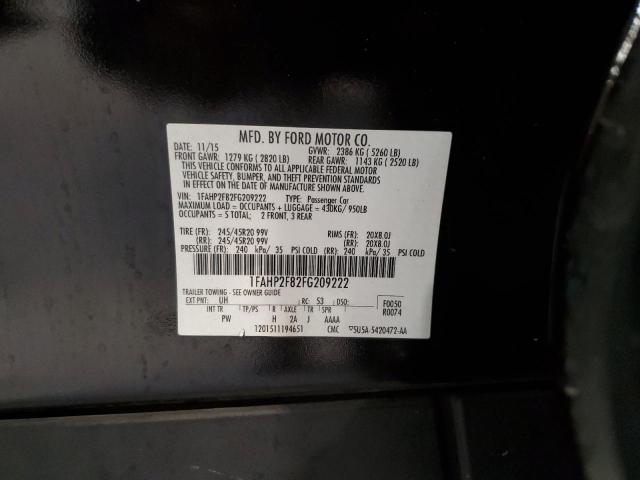 MFD. BY FORD MOTOR CO.
DATE: 11/15 GVWR: 2386 KG ( 5260 LB)
FRONT GAWR: 1279 KG ( 2820 LB) REAR GAWR: 1143 KG ( 2520 LB)
THIS VEHICLE CONFORMS TO ALL APPLICABLE FEDERAL MOTOR
VEHICLE SAFETY, BUMPER, AND THEFT PREVENTION STANDARDS IN
EFFECT ON THE DATE OF MANUFACTURE SHOWN ABOVE.
VIN: 1FAHP2F82FG209222 TYPE: Passenger Car
MAXIMUM LOAD = OCCUPANTS + LUGGAGE = 430KG/ 950LB
OCCUPANTS = 5 TOTAL: 2 FRONT, 3 REAR
TIRE (FR): 245/45R20 99V RIMS (FR): 20X8.0J
(RR): 245/45R20 99V (RR): 20X8.0J
PRESSURE (FR): 240 kPa/ 35 PSI COLD (RR): 240 kPa/ 35 PSI COLD
1FAHP2F82FG209222
TRAILER TOWING - SEE OWNER GUIDE
EXT PNT: UH RC: 53 DSO: F0050
INT TR TP/PS R AXLE TR SPR R0074
PW H 2A J AAAA
1201511194651 CMC 5U5A-5420472-AA